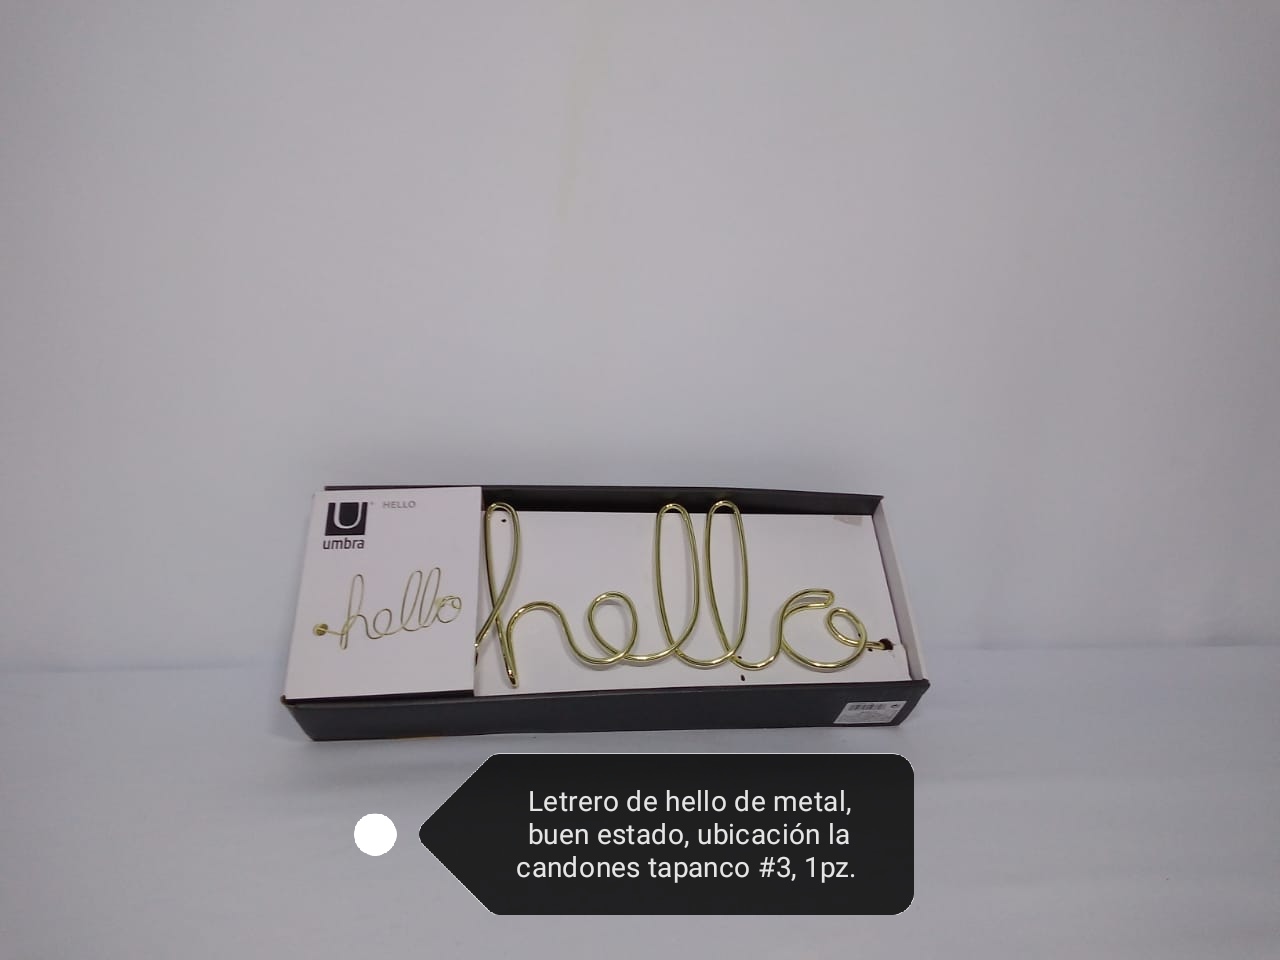 U
HELLO
umbra
hello
hello
Letrero de hello de metal,
buen estado, ubicación la
candones tapanco #3, 1pz.